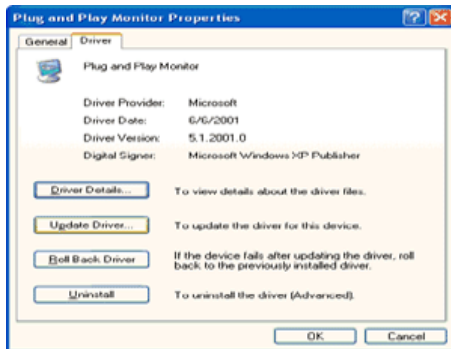 Plug and Play Monitor Properties
General Driver
Plug and Play Monitor
Driver Provider: Microsoft
Driver Date: 6/6/2001
Driver Version: 5.1.2001.0
Digital Signer: Microsoft Windows XP Publisher
Driver Details... To view details about the driver files.
Update Driver... To update the driver for this device.
Roll Back Driver If the device fails after updating the driver, roll
back to the previously installed driver.
Uninstall To uninstall the driver (Advanced).
OK Cancel